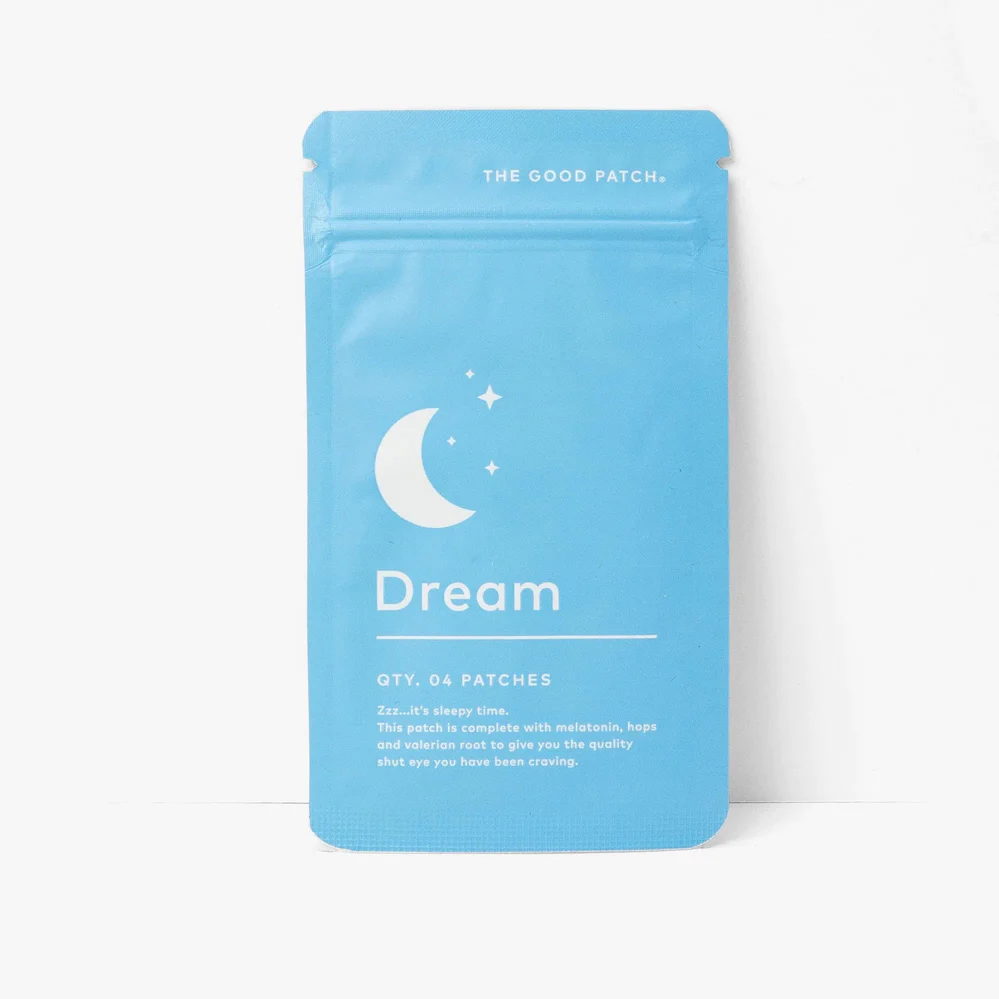 THE GOOD PATCH®
Dream
QTY. 04 PATCHES
Zzz...it's sleepy time.
This patch is complete with melatonin, hops
and valerian root to give you the quality
shut eye you have been craving.